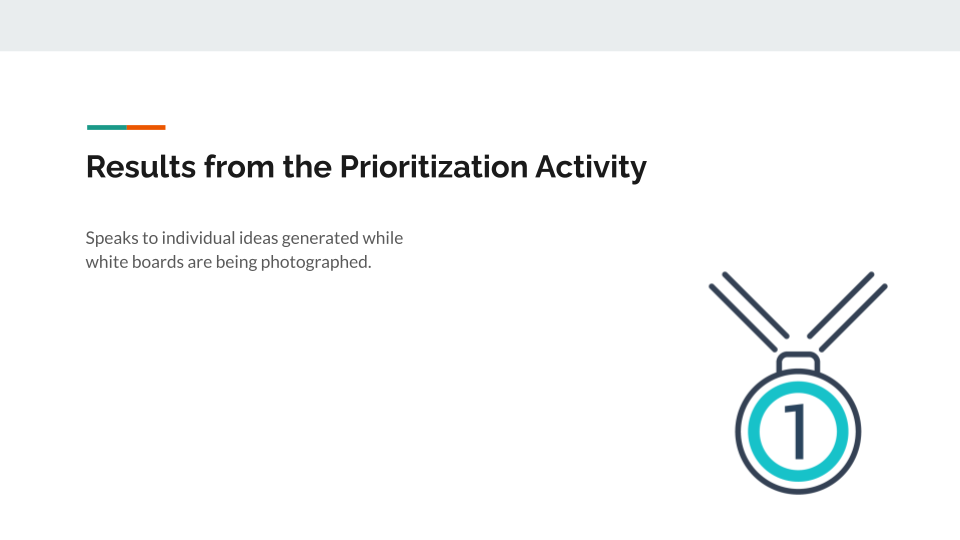 Results from the Prioritization Activity
Speaks to individual ideas generated while
white boards are being photographed.
1